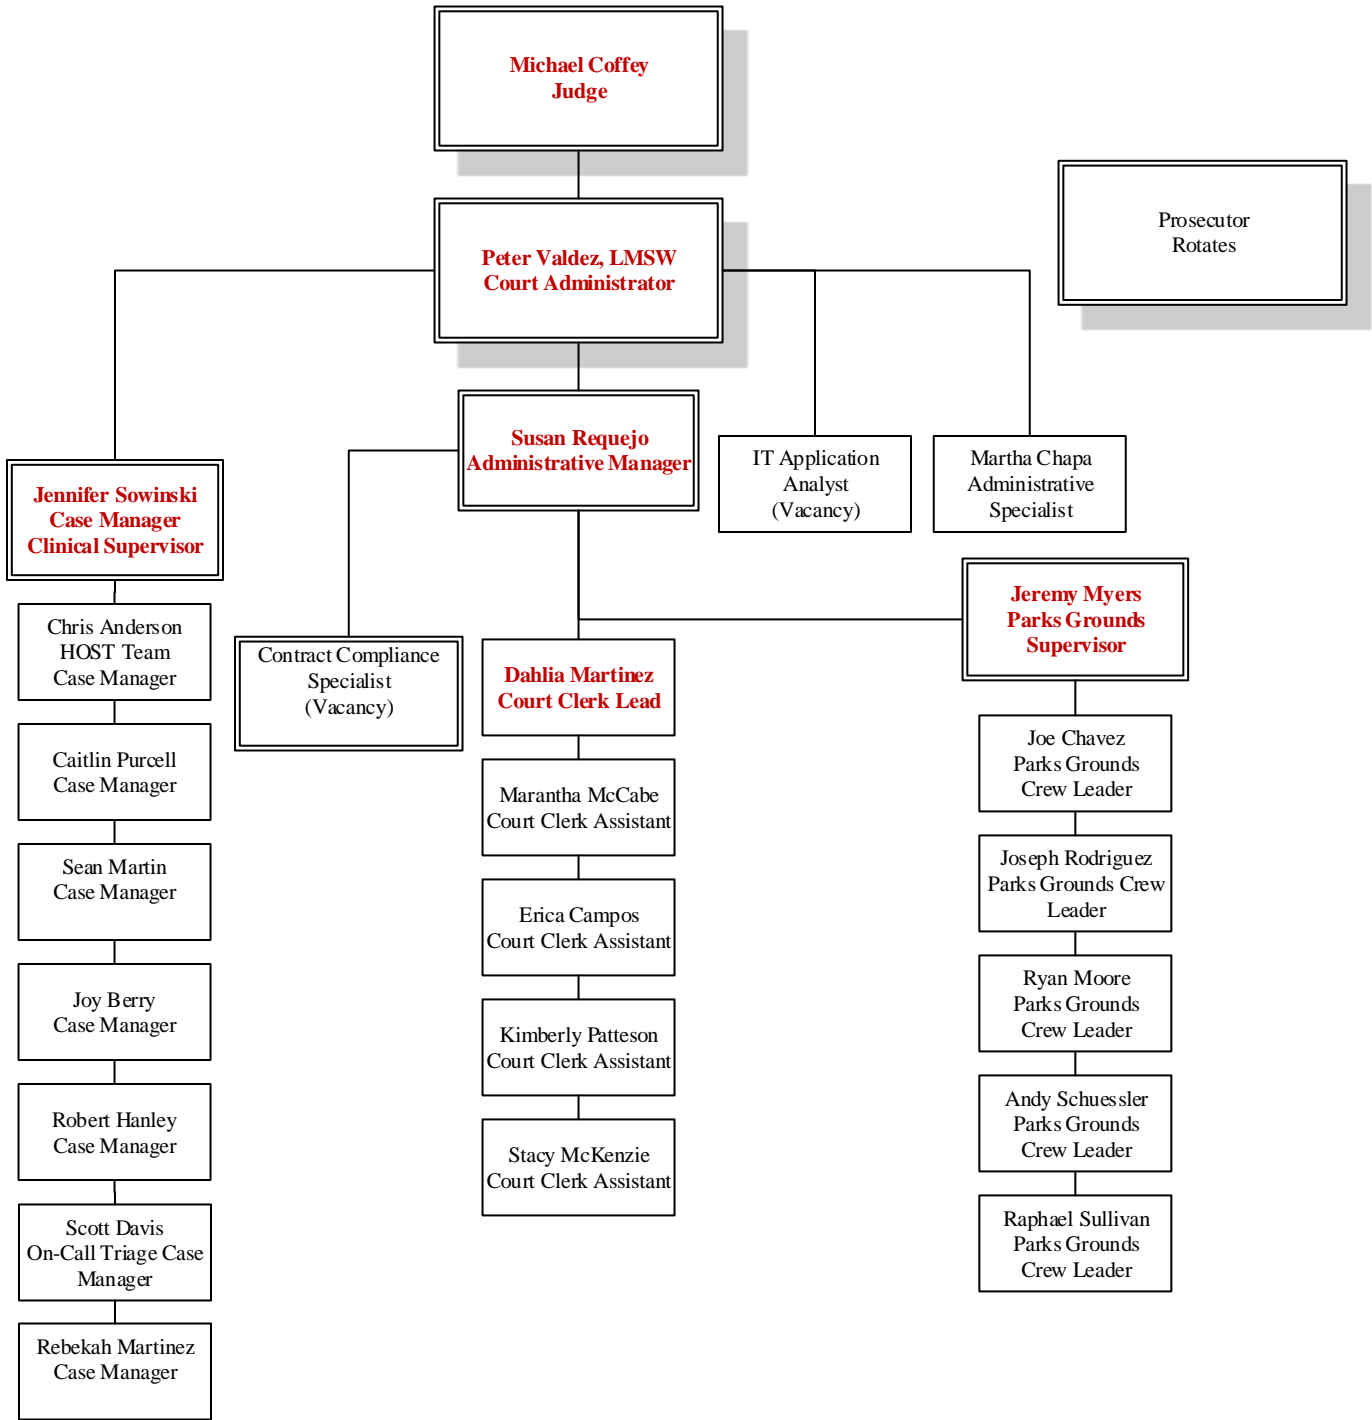 Michael Coffey
Judge
Prosecutor
Rotates
Peter Valdez, LMSW
Court Administrator
Susan Requejo
Administrative Manager
IT Application
Analyst
(Vacancy)
Martha Chapa
Administrative
Specialist
Jennifer Sowinski
Case Manager
Clinical Supervisor
Chris Anderson
HOST Team
Case Manager
Caitlin Purcell
Case Manager
Sean Martin
Case Manager
Joy Berry
Case Manager
Robert Hanley
Case Manager
Scott Davis
On-Call Triage Case
Manager
Rebekah Martinez
Case Manager
Contract Compliance
Specialist
(Vacancy)
Dahlia Martinez
Court Clerk Lead
Marantha McCabe
Court Clerk Assistant
Erica Campos
Court Clerk Assistant
Kimberly Patteson
Court Clerk Assistant
Stacy McKenzie
Court Clerk Assistant
Jeremy Myers
Parks Grounds
Supervisor
Joe Chavez
Parks Grounds
Crew Leader
Joseph Rodriguez
Parks Grounds Crew
Leader
Ryan Moore
Parks Grounds
Crew Leader
Andy Schuessler
Parks Grounds
Crew Leader
Raphael Sullivan
Parks Grounds
Crew Leader